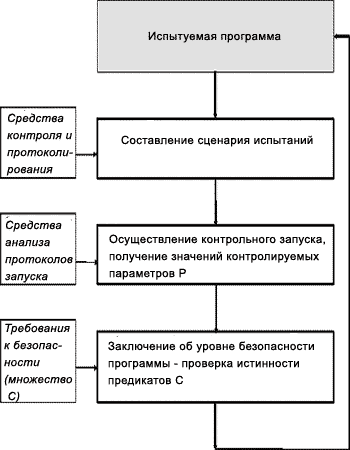 Испытуемая программа
Средства
контроля и
протоколи-
рования
Составление сценария испытаний
Средства
анализа
протоколов
запуска
Осуществление контрольного запуска,
получение значений контролируемых
параметров P
Требования
к безопас-
ности
(множество
С)
Заключение об уровне безопасности
программы - проверка истинности
предикатов С